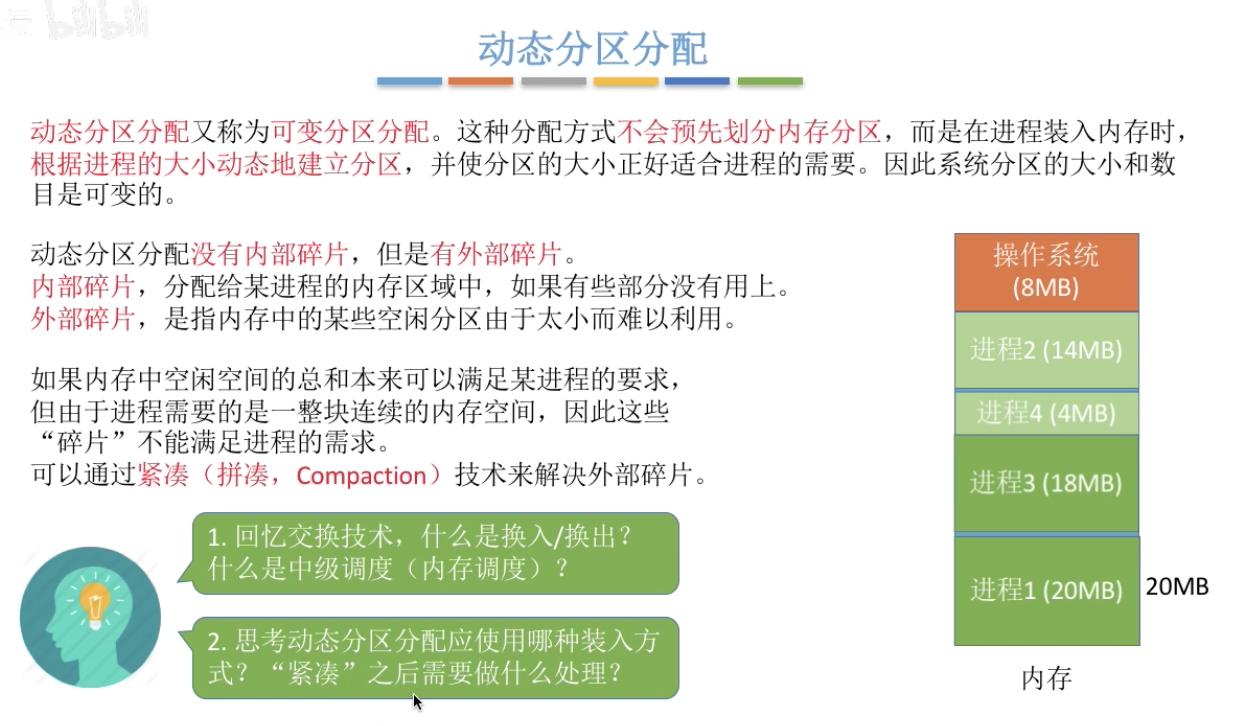 bilibili
动态分区分配
动态分区分配又称为可变分区分配。这种分配方式不会预先划分内存分区，而是在进程装入内存时，
根据进程的大小动态地建立分区，并使分区的大小正好适合进程的需要。因此系统分区的大小和数
目是可变的。
动态分区分配没有内部碎片，但是有外部碎片。
内部碎片，分配给某进程的内存区域中，如果有些部分没有用上。
外部碎片，是指内存中的某些空闲分区由于太小而难以利用。
如果内存中空闲空间的总和本来可以满足某进程的要求，
但由于进程需要的是一整块连续的内存空间，因此这些
“碎片”不能满足进程的需求。
可以通过紧凑（拼凑，Compaction）技术来解决外部碎片。
1. 回忆交换技术，什么是换入/换出？
什么是中级调度（内存调度）？
2. 思考动态分区分配应使用哪种装入方
式？“紧凑”之后需要做什么处理？
操作系统
(8MB)
进程2 (14MB)
进程4 (4MB)
进程3 (18MB)
进程1 (20MB)
20MB
内存